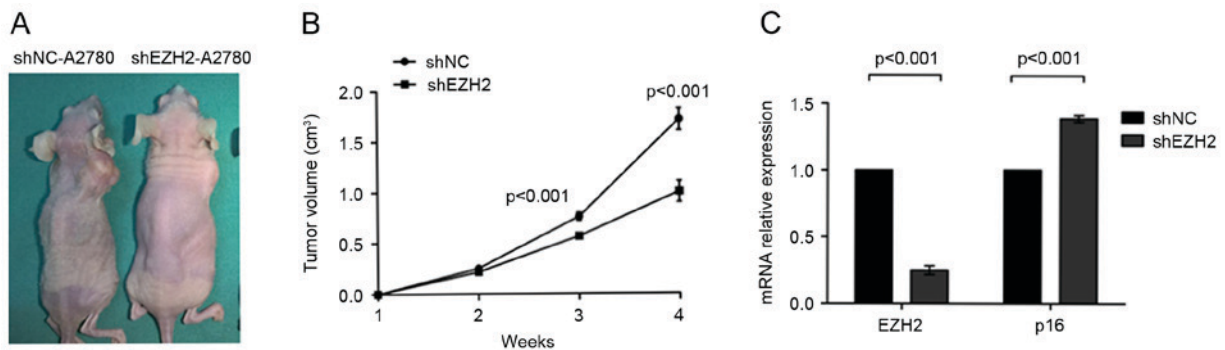 A
shNC-A2780 shEZH2-A2780
B
shNC
shEZH2
Tumor volume (cm³)
2.0
1.5
1.0
0.5
0.0
p<0.001
p<0.001
1 2 3 4
Weeks
C
p<0.001 p<0.001
mRNA relative expression
1.5
1.0
0.5
0.0
shNC
shEZH2
EZH2 p16